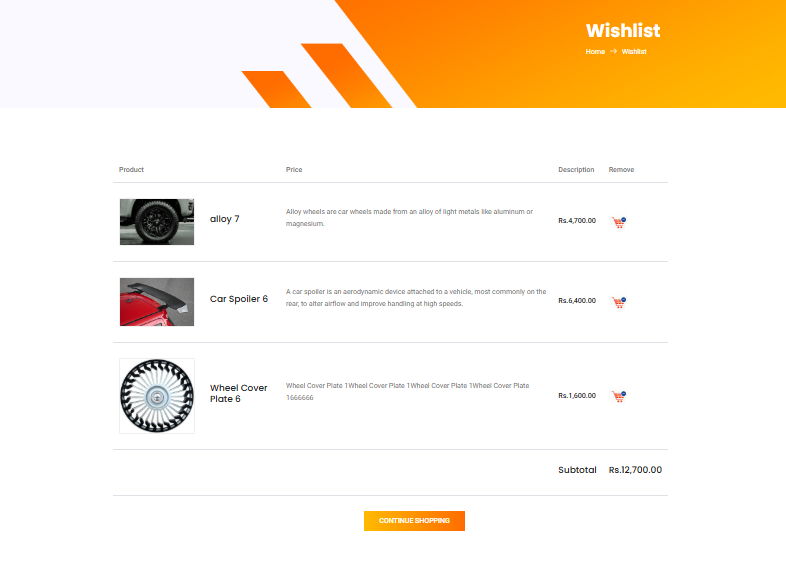 Wishlist
Home → Wishlist
Product Price Description Remove
alloy 7
Alloy wheels are car wheels made from an alloy of light metals like aluminum or
magnesium.
Rs.4,700.00
Car Spoiler 6
A car spoiler is an aerodynamic device attached to a vehicle, most commonly on the
rear, to alter airflow and improve handling at high speeds.
Rs.6,400.00
Wheel Cover
Plate 6
Wheel Cover Plate 1Wheel Cover Plate 1Wheel Cover Plate 1Wheel Cover Plate
1666666
Rs.1,600.00
Subtotal Rs.12,700.00
CONTINUE SHOPPING